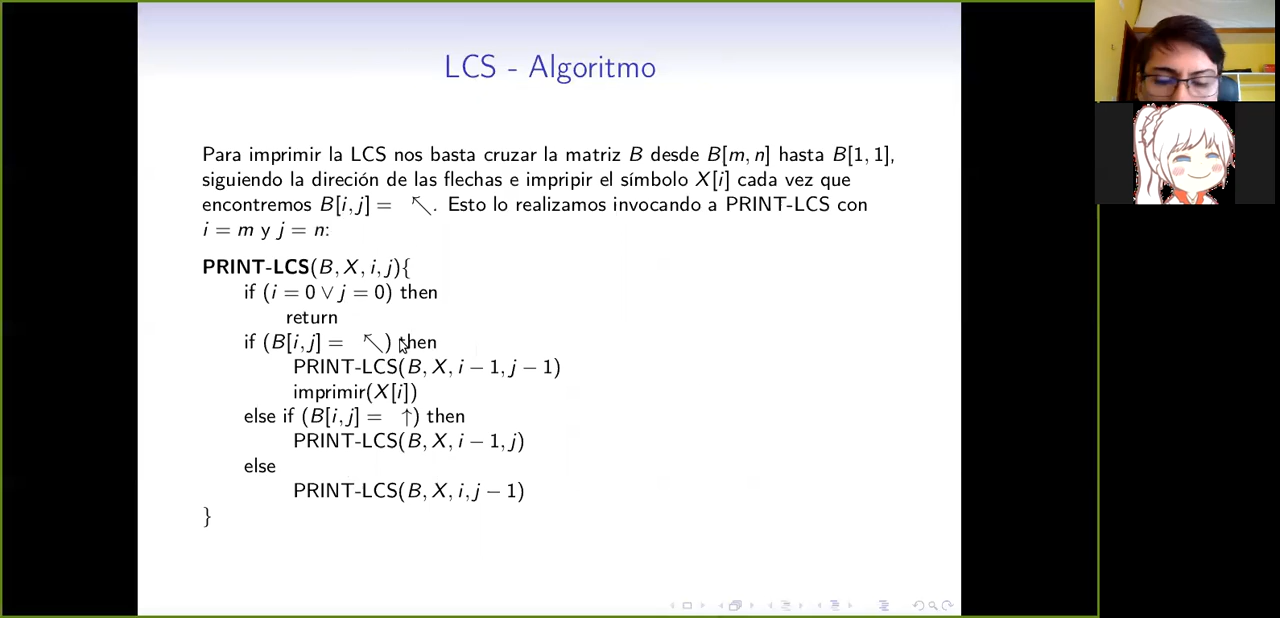 LCS - Algoritmo
Para imprimir la LCS nos basta cruzar la matriz B desde B[m, n] hasta B[1, 1],
siguiendo la direción de las flechas e impripir el símbolo X[i] cada vez que
encontremos B[i, j] = ↖. Esto lo realizamos invocando a PRINT-LCS con
i = m y j = n:
PRINT-LCS(B, X, i, j){
if (i = 0 ∨ j = 0) then
return
if (B[i, j] = ↖) then
PRINT-LCS(B, X, i − 1, j − 1)
imprimir(X[i])
else if (B[i, j] = ↑) then
PRINT-LCS(B, X, i − 1, j)
else
PRINT-LCS(B, X, i, j − 1)
}